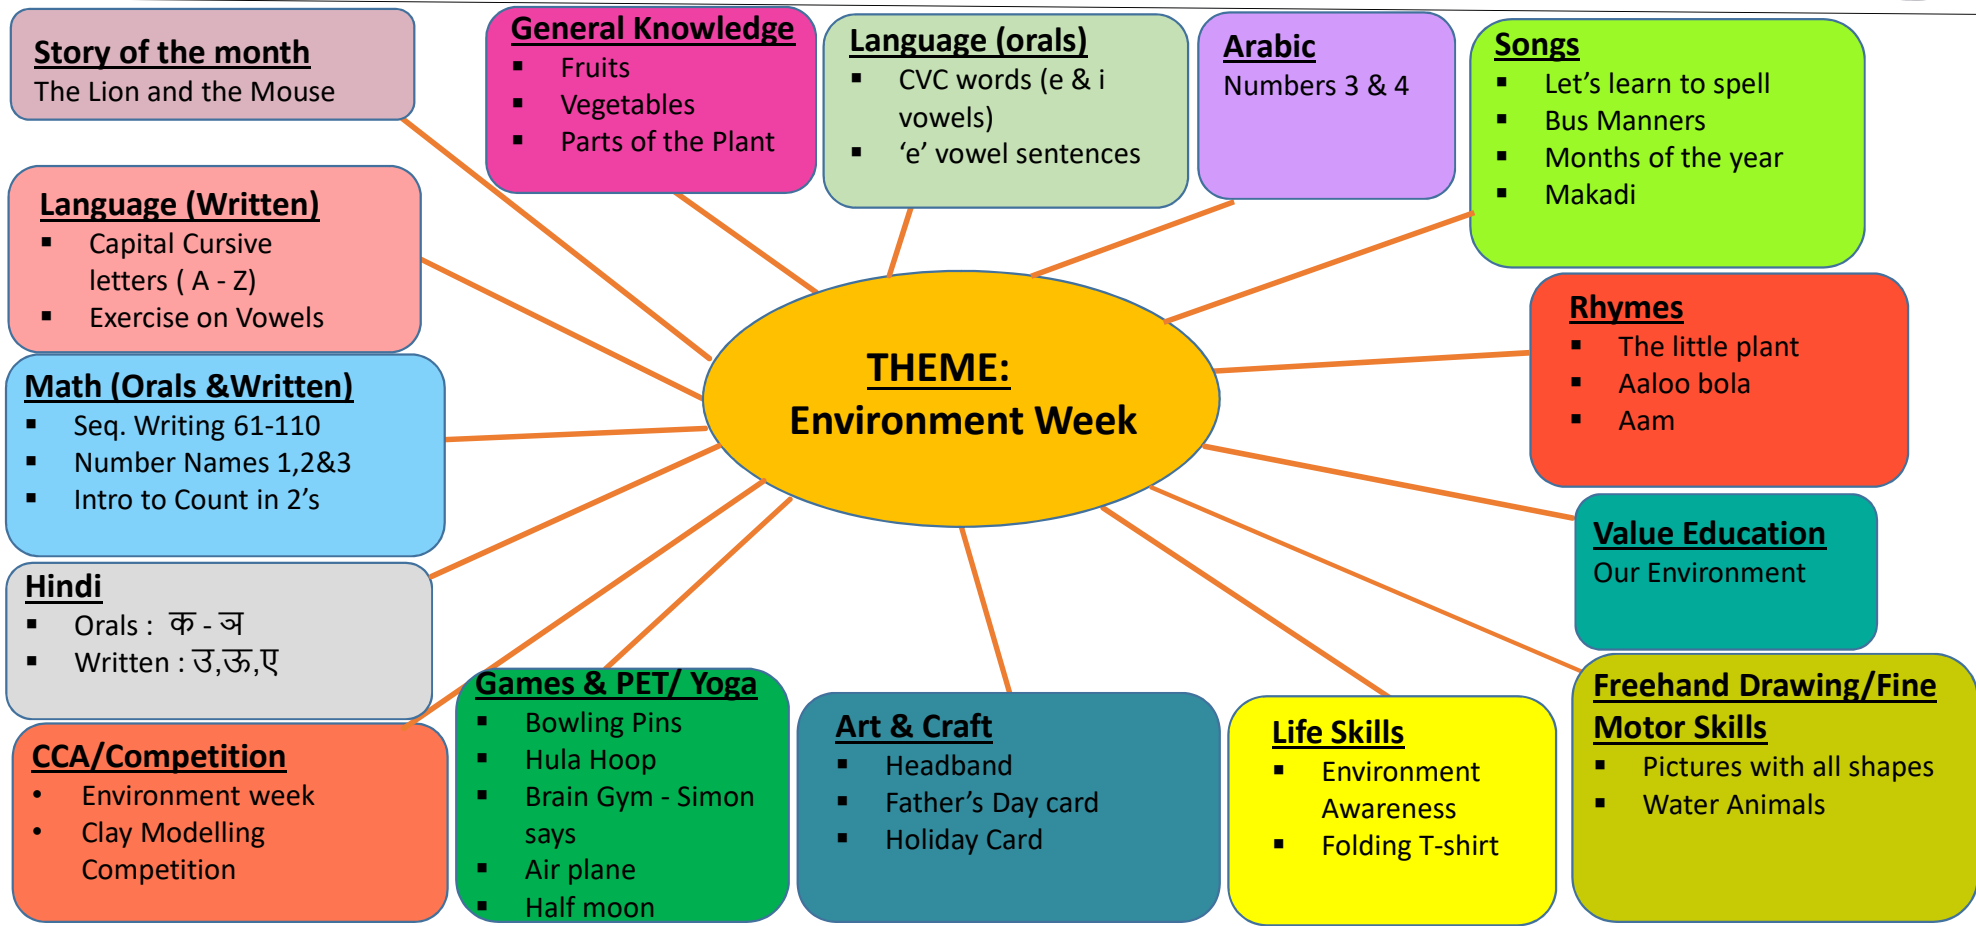 Story of the month
The Lion and the Mouse
General Knowledge
▪ Fruits
▪ Vegetables
▪ Parts of the Plant
Language (orals)
▪ CVC words (e & i
vowels)
▪ ‘e’ vowel sentences
Arabic
Numbers 3 & 4
Songs
▪ Let’s learn to spell
▪ Bus Manners
▪ Months of the year
▪ Makadi
Language (Written)
▪ Capital Cursive
letters ( A - Z)
▪ Exercise on Vowels
THEME:
Environment Week
Rhymes
▪ The little plant
▪ Aaloo bola
▪ Aam
Math (Orals &Written)
▪ Seq. Writing 61-110
▪ Number Names 1,2&3
▪ Intro to Count in 2’s
Value Education
Our Environment
Hindi
▪ Orals : क - ञ
▪ Written : उ,ऊ,ए
CCA/Competition
• Environment week
• Clay Modelling
Competition
Games & PET/ Yoga
▪ Bowling Pins
▪ Hula Hoop
▪ Brain Gym - Simon
says
▪ Air plane
▪ Half moon
Art & Craft
▪ Headband
▪ Father’s Day card
▪ Holiday Card
Life Skills
▪ Environment
Awareness
▪ Folding T-shirt
Freehand Drawing/Fine
Motor Skills
▪ Pictures with all shapes
▪ Water Animals